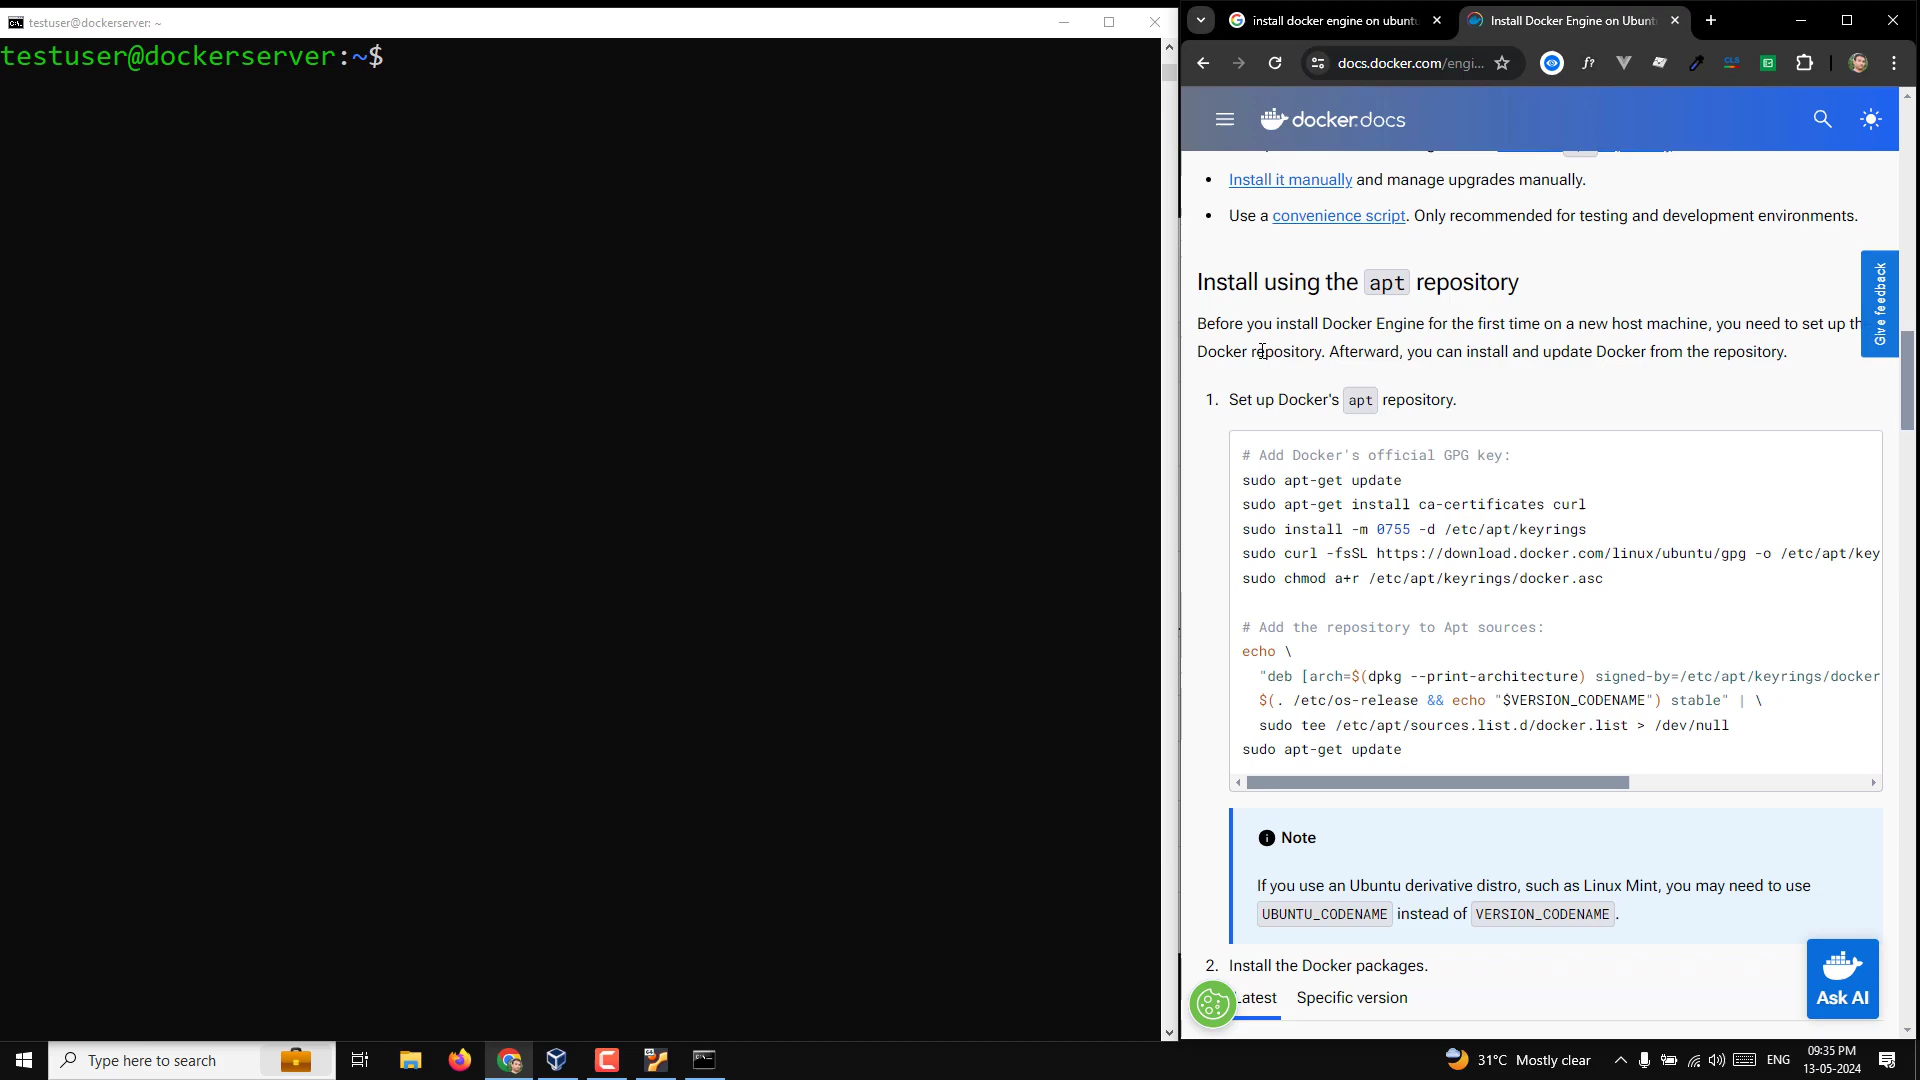 testuser@dockerserver: ~
testuser@dockerserver:~$
install docker engine on ubuntu
Install Docker Engine on Ubunt
docs.docker.com/engi...
f?
CLS
docker.docs
Install it manually and manage upgrades manually.
Use a convenience script. Only recommended for testing and development environments.
Give feedback
Install using the apt repository
Before you install Docker Engine for the first time on a new host machine, you need to set up th
Docker repository. Afterward, you can install and update Docker from the repository.
1. Set up Docker's apt repository.
# Add Docker's official GPG key:
sudo apt-get update
sudo apt-get install ca-certificates curl
sudo install -m 0755 -d /etc/apt/keyrings
sudo curl -fsSL https://download.docker.com/linux/ubuntu/gpg -o /etc/apt/key
sudo chmod a+r /etc/apt/keyrings/docker.asc
# Add the repository to Apt sources:
echo \
"deb [arch=$(dpkg --print-architecture) signed-by=/etc/apt/keyrings/docker
$(. /etc/os-release && echo "$VERSION_CODENAME") stable" | \
sudo tee /etc/apt/sources.list.d/docker.list > /dev/null
sudo apt-get update
Note
If you use an Ubuntu derivative distro, such as Linux Mint, you may need to use
UBUNTU_CODENAME instead of VERSION_CODENAME.
2. Install the Docker packages.
Latest Specific version
Ask AI
Type here to search
31°C Mostly clear
ENG
09:35 PM
13-05-2024